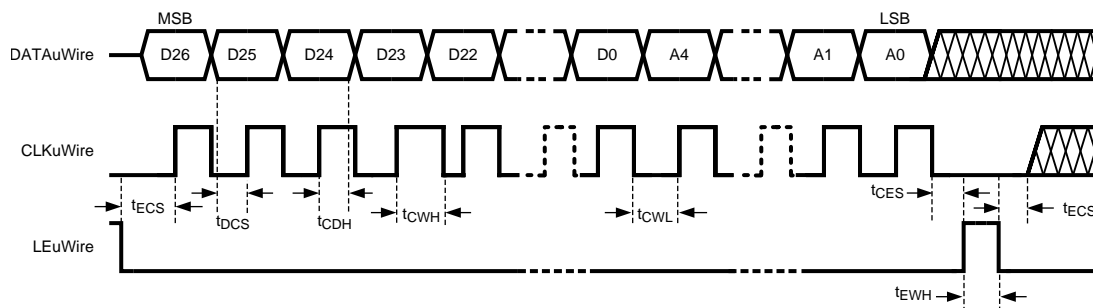 MSB LSB
DATAuWire D26 D25 D24 D23 D22 D0 A4 A1 A0
CLKuWire
tECS tDCS tCDH tCWH tCWL tCES tECS
LEuWire
tEWH